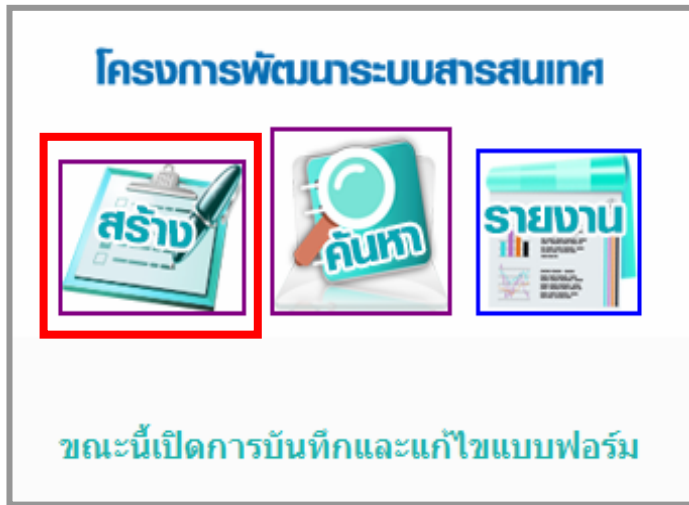 โครงการพัฒนาระบบสารสนเทศ
สร้าง
ค้นหา
รายงาน
ขณะนี้เปิดการบันทึกและแก้ไขแบบฟอร์ม